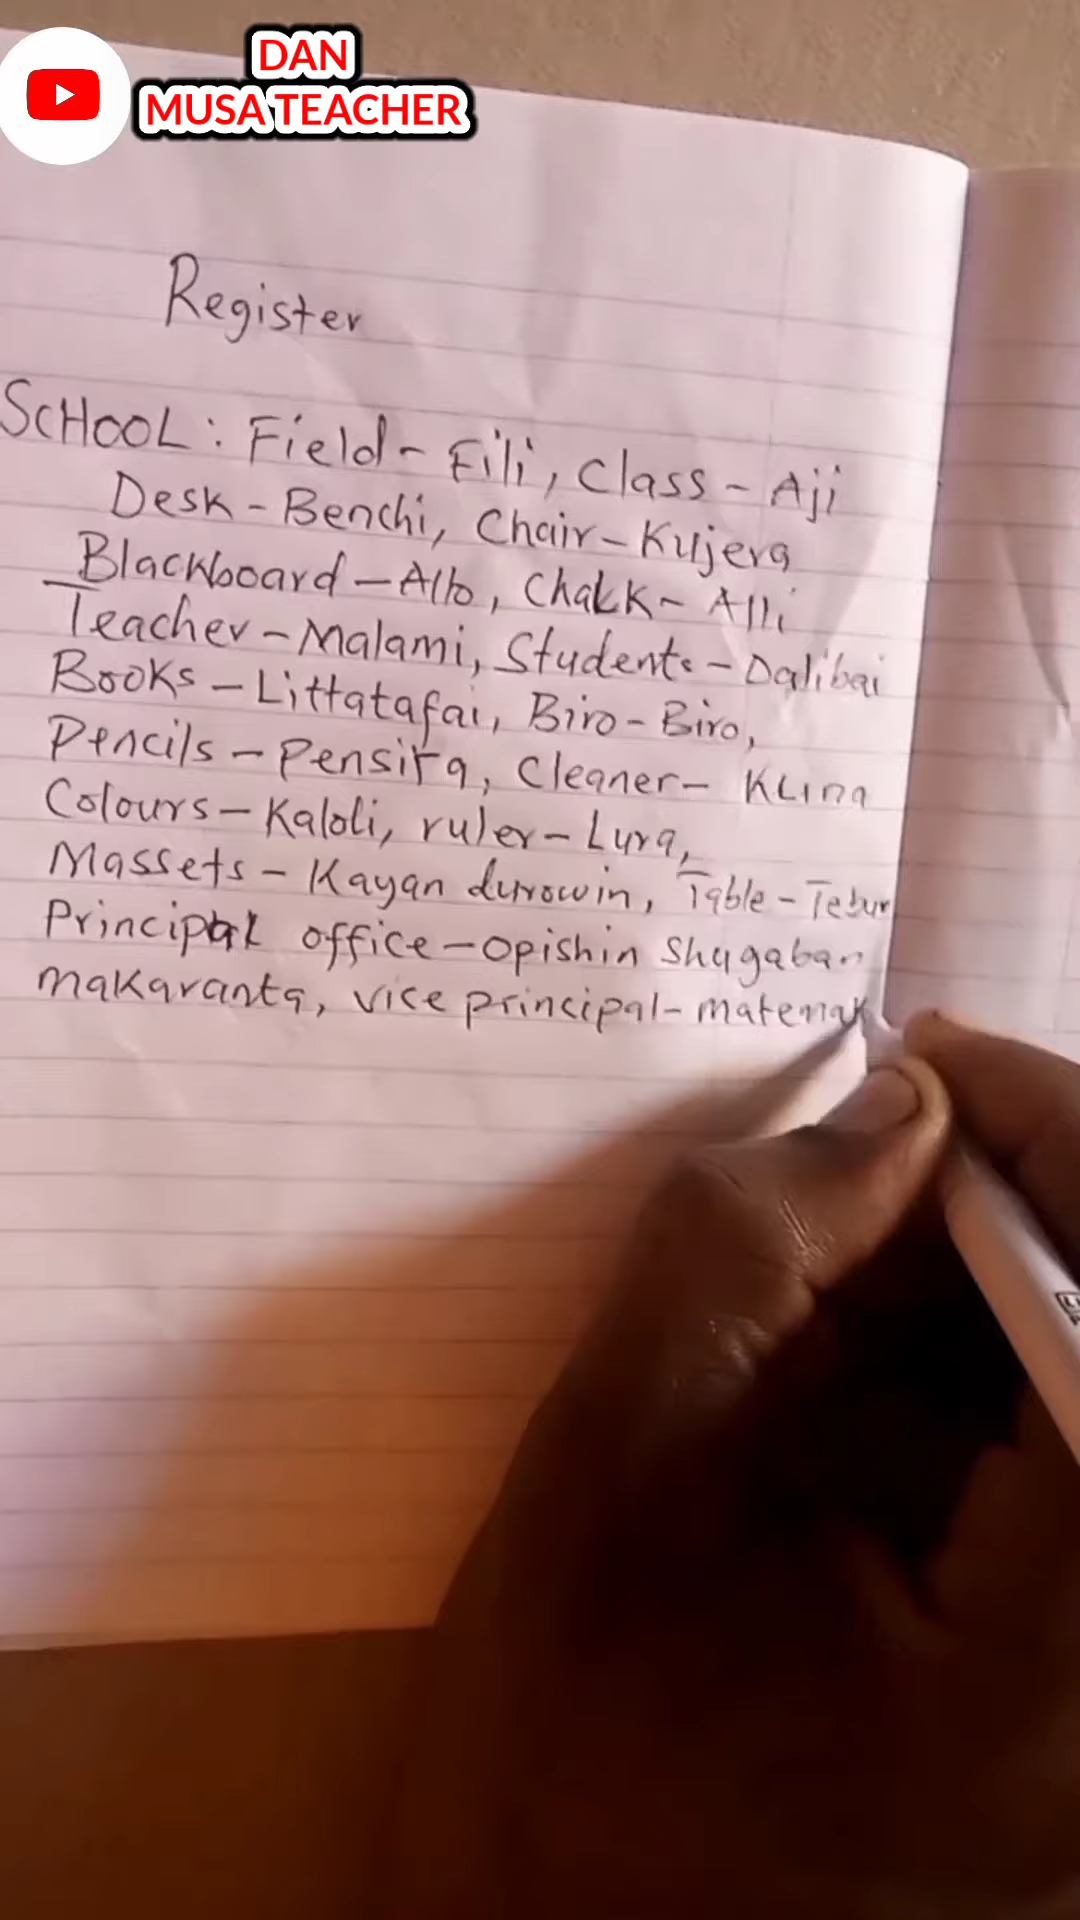 DAN
MUSA TEACHER
Register
SCHOOL: Field - Fili, Class - Aji
Desk - Benchi, Chair - Kujera
Blackboard - Allo, Chalk - Alli
Teacher - Malami, Students - Dalibai
Books - Littatafai, Biro - Biro,
Pencils - Pensira, Cleaner - Klina
Colours - Kaloli, ruler - Lura,
Massets - Kayan durowin, Table - Tebur
Principal office - Opishin Shugaban
makaranta, vice principal - matemak